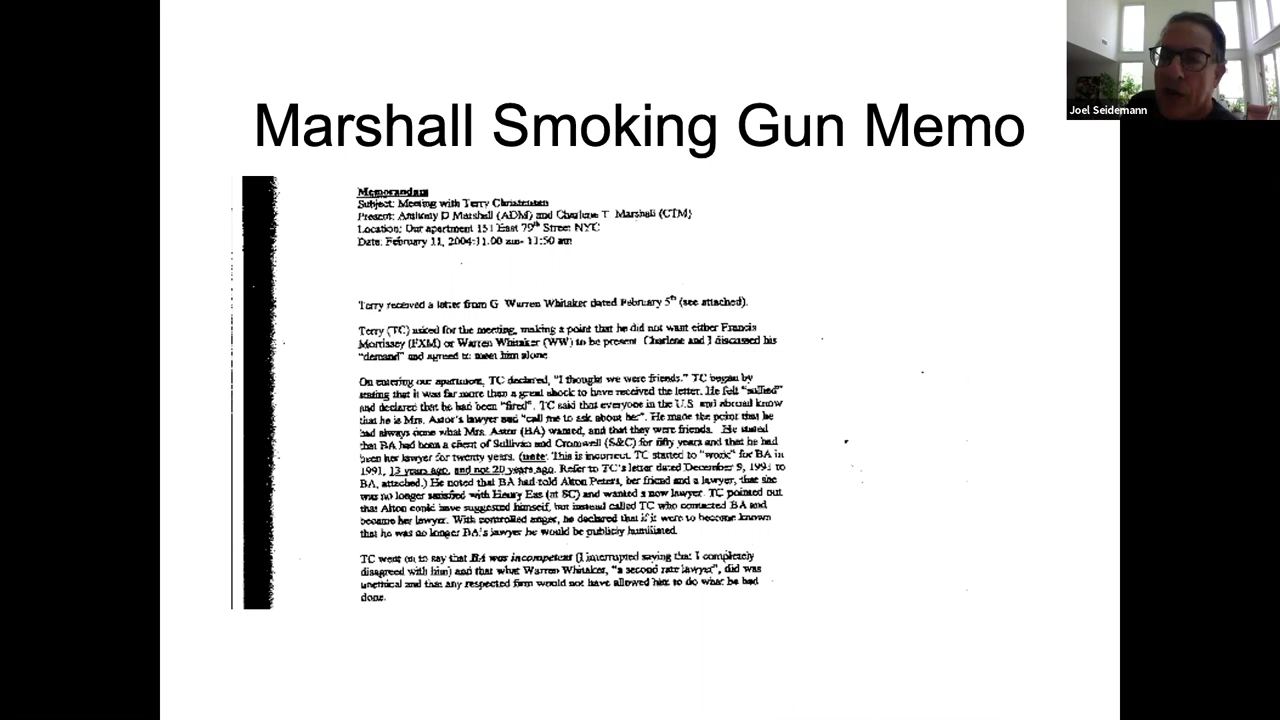 Marshall Smoking Gun Memo
Joel Seidemann
Memorandum
Subject: Meeting with Terry Christensen
Present: Anthony D Marshall (ADM) and Charlene T Marshall (CTM)
Location: Our apartment 151 East 79th Street NYC
Date: February 11, 2004:11.00 am- 11:50 am
Terry received a letter from G Warren Whitaker dated February 5th (see attached).
Terry (TC) asked for the meeting, making a point that he did not want either Francis
Morrissey (FXM) or Warren Whitaker (WW) to be present Charlene and I discussed his
"demand" and agreed to meet him alone
On entering our apartment, TC declared, "I thought we were friends." TC began by
stating that it was far more than a great shock to have received the letter. He felt "sullied"
and declared that he had been "fired". TC said that everyone in the U.S and abroad know
that he is Mrs. Astor's lawyer and "call me to ask about her". He made the point that he
had always done what Mrs. Astor (BA) wanted, and that they were friends. He stated
that BA had been a client of Sullivan and Cromwell (S&C) for fifty years and that he had
been her lawyer for twenty years. (note: This is incorrect. TC started to "work" for BA in
1991, 13 years ago, and not 20 years ago. Refer to TC's letter dated December 9, 1991 to
BA, attached.) He noted that BA had told Alton Peters, her friend and a lawyer, that she
was no longer satisfied with Henry Ess (at SC) and wanted a new lawyer. TC pointed out
that Alton could have suggested himself, but instead called TC who contacted BA and
became her lawyer. With controlled anger, he declared that if it were to become known
that he was no longer BA's lawyer he would be publicly humiliated.
TC went on to say that BA was incompetent (I interrupted saying that I completely
disagreed with him) and that what Warren Whitaker, "a second rate lawyer", did was
unethical and that any respected firm would not have allowed him to do what he had
done.